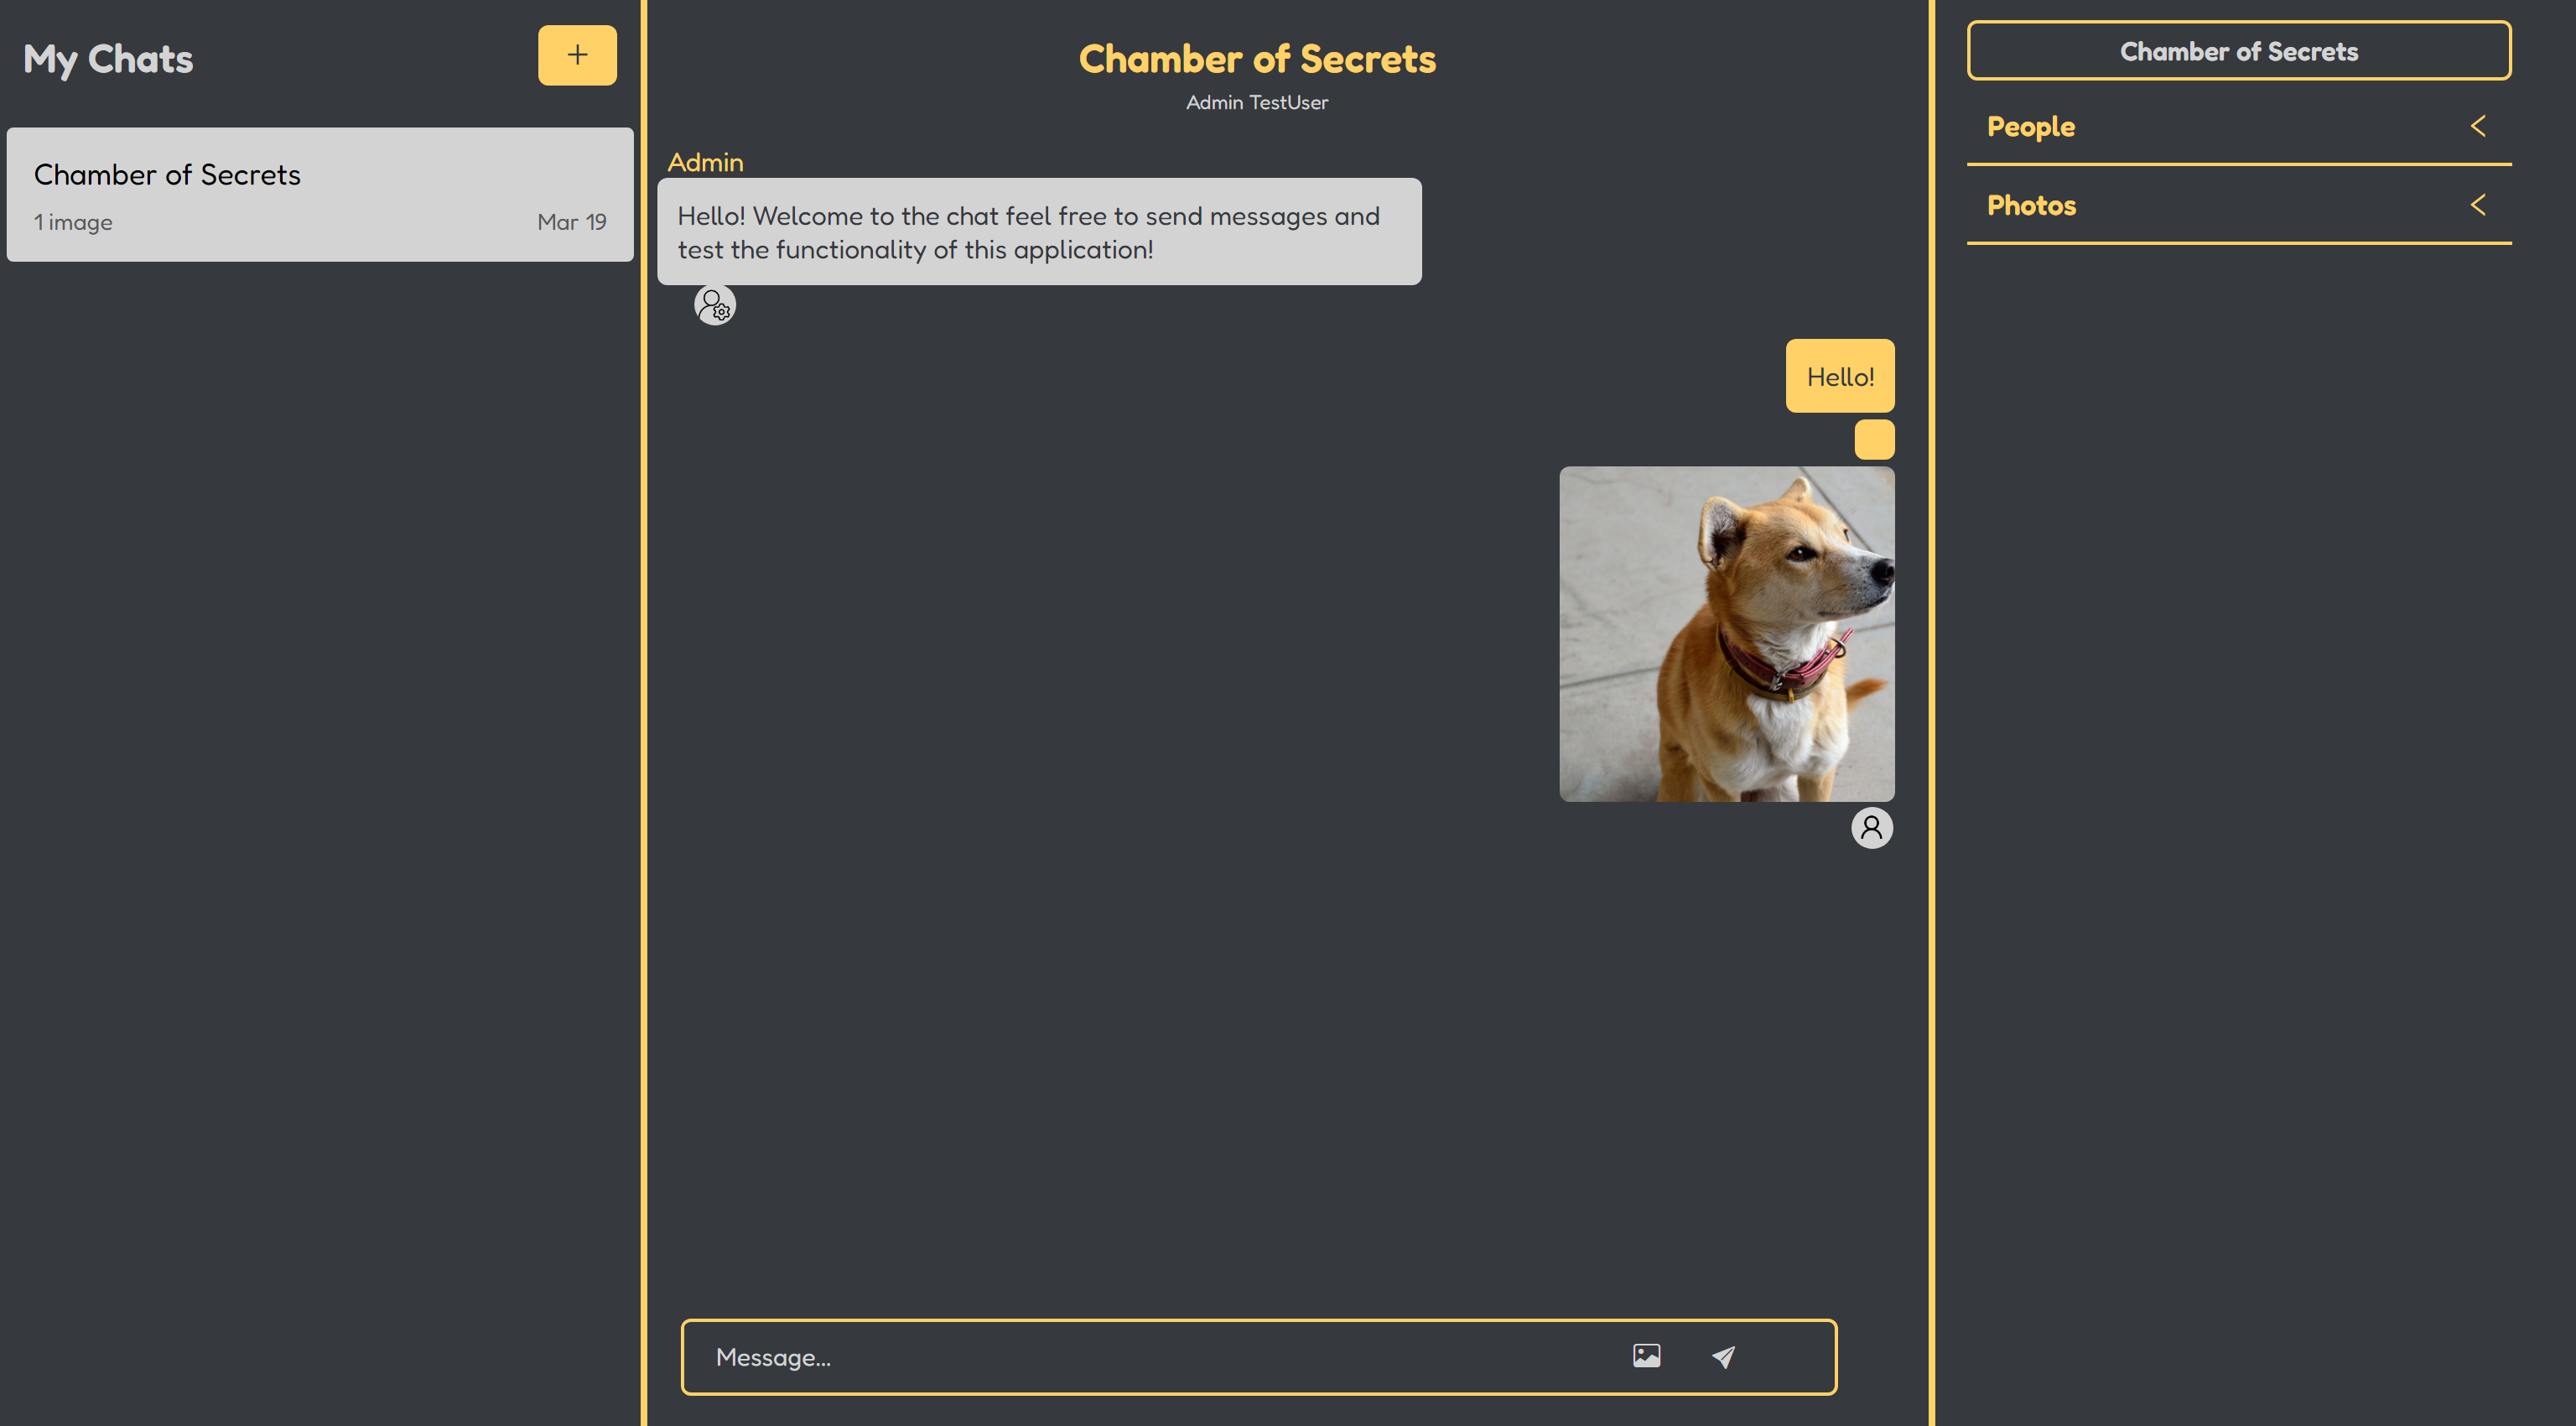 My Chats
Chamber of Secrets
1 image
Mar 19
Chamber of Secrets
Admin TestUser
Admin
Hello! Welcome to the chat feel free to send messages and
test the functionality of this application!
Hello!
Message...
Chamber of Secrets
People
Photos